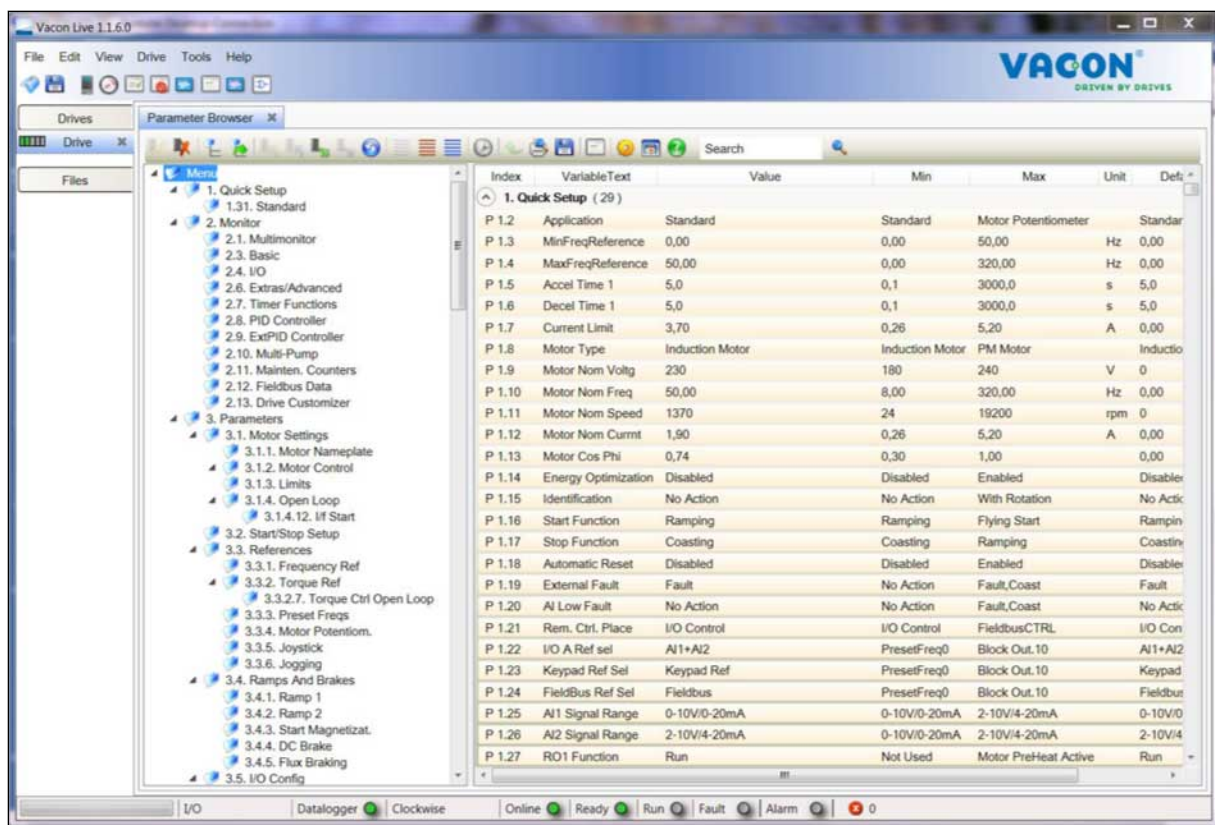 Vacon Live 1.1.6.0
File Edit View Drive Tools Help
VACON®
DRIVEN BY DRIVES
Drives
Drive
Files
Parameter Browser
Search
Menu
1. Quick Setup
1.31. Standard
2. Monitor
2.1. Multimonitor
2.3. Basic
2.4. I/O
2.6. Extras/Advanced
2.7. Timer Functions
2.8. PID Controller
2.9. ExtPID Controller
2.10. Multi-Pump
2.11. Mainten. Counters
2.12. Fieldbus Data
2.13. Drive Customizer
3. Parameters
3.1. Motor Settings
3.1.1. Motor Nameplate
3.1.2. Motor Control
3.1.3. Limits
3.1.4. Open Loop
3.1.4.12. I/f Start
3.2. Start/Stop Setup
3.3. References
3.3.1. Frequency Ref
3.3.2. Torque Ref
3.3.2.7. Torque Ctrl Open Loop
3.3.3. Preset Freqs
3.3.4. Motor Potentiom.
3.3.5. Joystick
3.3.6. Jogging
3.4. Ramps And Brakes
3.4.1. Ramp 1
3.4.2. Ramp 2
3.4.3. Start Magnetizat.
3.4.4. DC Brake
3.4.5. Flux Braking
3.5. I/O Config
Index VariableText Value Min Max Unit Defa
1. Quick Setup (29)
P 1.2 Application Standard Standard Motor Potentiometer Standar
P 1.3 MinFreqReference 0,00 0,00 50,00 Hz 0,00
P 1.4 MaxFreqReference 50,00 0,00 320,00 Hz 0,00
P 1.5 Accel Time 1 5,0 0,1 3000,0 s 5,0
P 1.6 Decel Time 1 5,0 0,1 3000,0 s 5,0
P 1.7 Current Limit 3,70 0,26 5,20 A 0,00
P 1.8 Motor Type Induction Motor Induction Motor PM Motor Inductio
P 1.9 Motor Nom Voltg 230 180 240 V 0
P 1.10 Motor Nom Freq 50,00 8,00 320,00 Hz 0,00
P 1.11 Motor Nom Speed 1370 24 19200 rpm 0
P 1.12 Motor Nom Currnt 1,90 0,26 5,20 A 0,00
P 1.13 Motor Cos Phi 0,74 0,30 1,00 0,00
P 1.14 Energy Optimization Disabled Disabled Enabled Disable
P 1.15 Identification No Action No Action With Rotation No Actic
P 1.16 Start Function Ramping Ramping Flying Start Rampin
P 1.17 Stop Function Coasting Coasting Ramping Coastin
P 1.18 Automatic Reset Disabled Disabled Enabled Disable
P 1.19 External Fault Fault No Action Fault,Coast Fault
P 1.20 AI Low Fault No Action No Action Fault,Coast No Actic
P 1.21 Rem. Ctrl. Place I/O Control I/O Control FieldbusCTRL I/O Con
P 1.22 I/O A Ref sel AI1+AI2 PresetFreq0 Block Out.10 AI1+AI2
P 1.23 Keypad Ref Sel Keypad Ref PresetFreq0 Block Out.10 Keypad
P 1.24 FieldBus Ref Sel Fieldbus PresetFreq0 Block Out.10 Fieldbus
P 1.25 AI1 Signal Range 0-10V/0-20mA 0-10V/0-20mA 2-10V/4-20mA 0-10V/0
P 1.26 AI2 Signal Range 2-10V/4-20mA 0-10V/0-20mA 2-10V/4-20mA 2-10V/4
P 1.27 RO1 Function Run Not Used Motor PreHeat Active Run
I/O Datalogger Clockwise Online Ready Run Fault Alarm 0